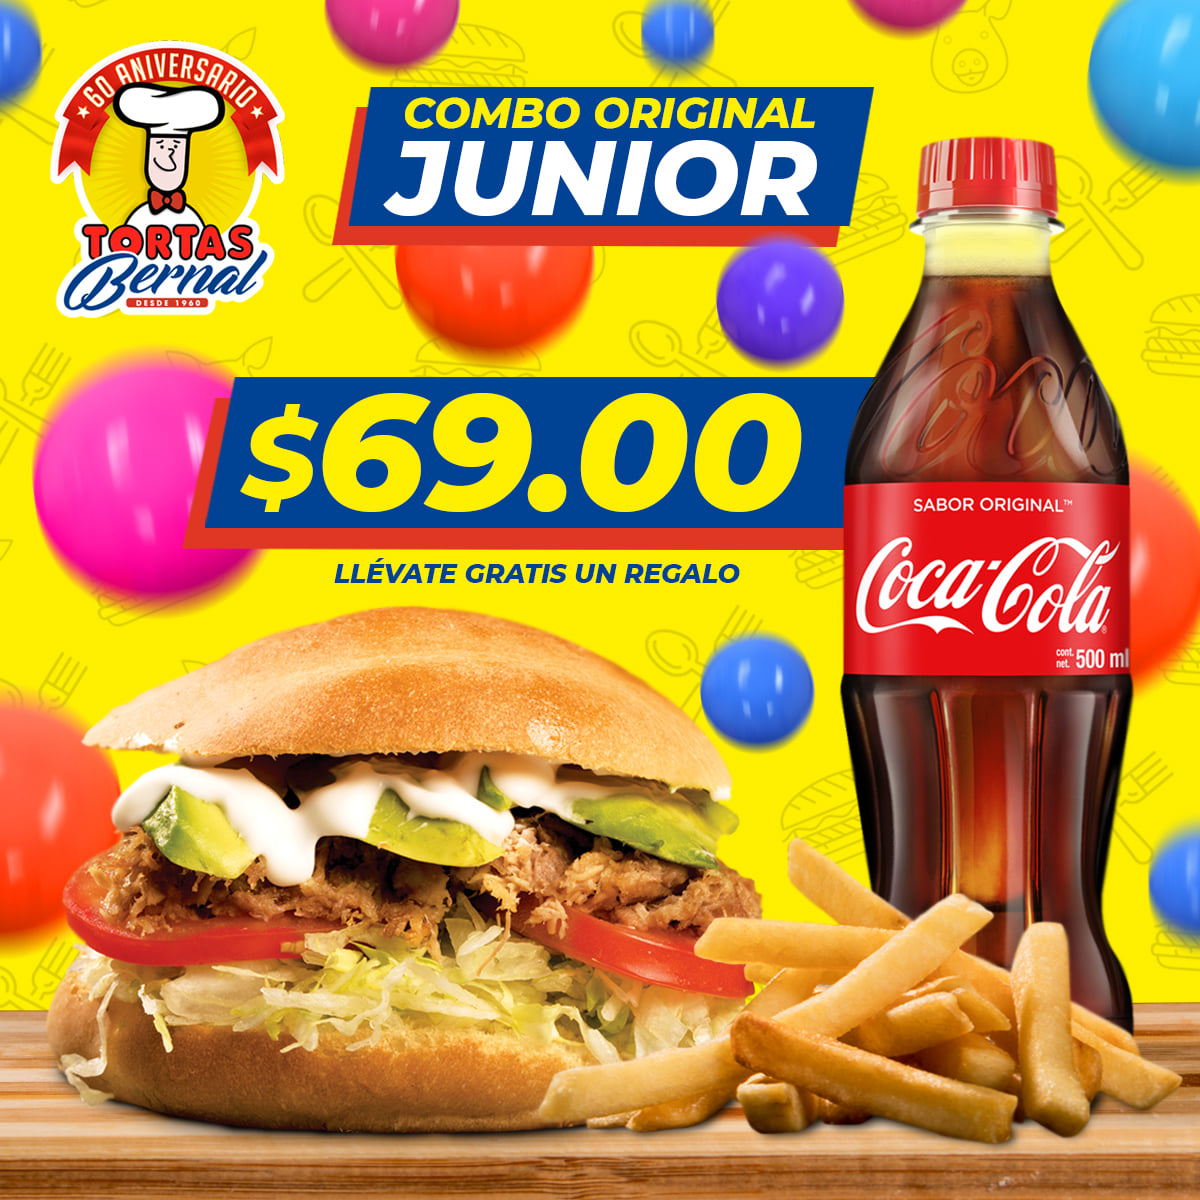 60 ANIVERSARIO
TORTAS
Bernal
DESDE 1960
COMBO ORIGINAL
JUNIOR
$69.00
LLÉVATE GRATIS UN REGALO
SABOR ORIGINAL™
Coca-Cola®
cont. net. 500 ml